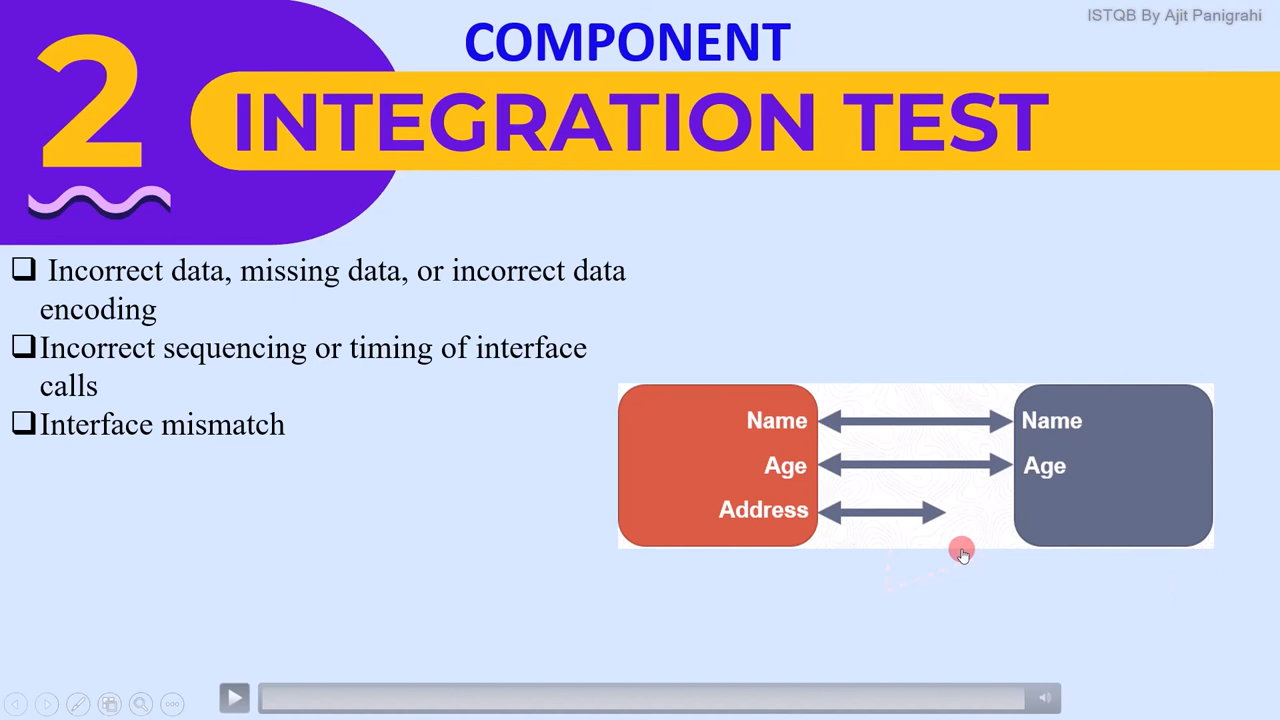 ISTQB By Ajit Panigrahi
2
COMPONENT
INTEGRATION TEST
❑ Incorrect data, missing data, or incorrect data
encoding
❑Incorrect sequencing or timing of interface
calls
❑Interface mismatch
Name Name
Age Age
Address